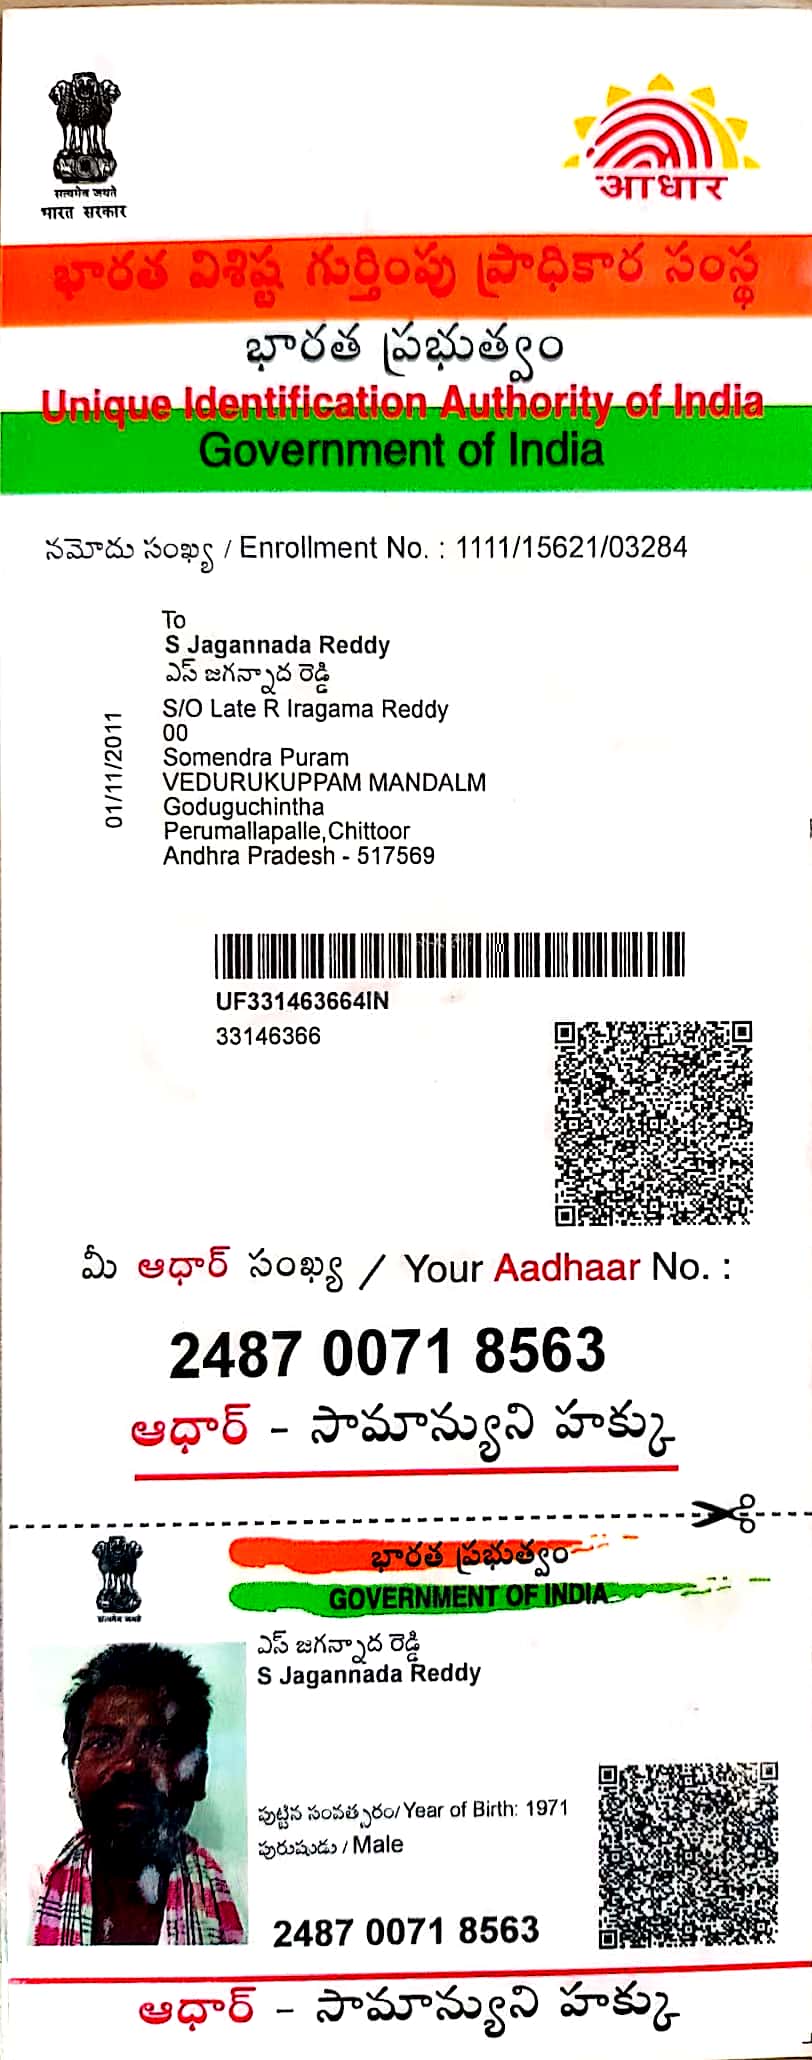 सत्यमेव जयते
भारत सरकार
आधार
భారత విశిష్ట గుర్తింపు ప్రాధికార సంస్థ
భారత ప్రభుత్వం
Unique Identification Authority of India
Government of India
నమోదు సంఖ్య / Enrollment No. : 1111/15621/03284
To
S Jagannada Reddy
ఎస్ జగన్నాద రెడ్డి
S/O Late R Iragama Reddy
00
Somendra Puram
VEDURUKUPPAM MANDALM
Goduguchintha
Perumallapalle,Chittoor
Andhra Pradesh - 517569
01/11/2011
UF331463664IN
33146366
మీ ఆధార్ సంఖ్య / Your Aadhaar No. :
2487 0071 8563
ఆధార్ - సామాన్యుని హక్కు
భారత ప్రభుత్వం
GOVERNMENT OF INDIA
सत्यमेव जयते
ఎస్ జగన్నాద రెడ్డి
S Jagannada Reddy
పుట్టిన సంవత్సరం/ Year of Birth: 1971
పురుషుడు / Male
2487 0071 8563
ఆధార్ - సామాన్యుని హక్కు